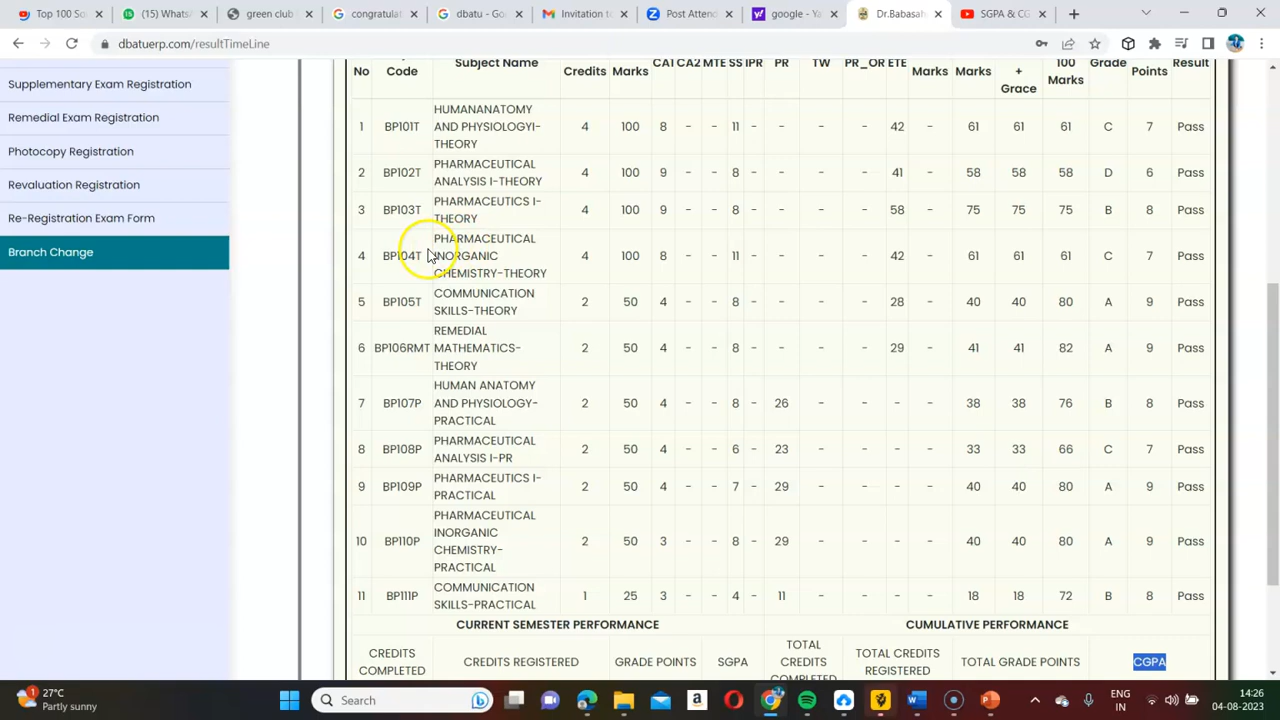 Top 100 So
(15) WhatsA
green club
congratulat
dbatu - Goo
Invitation to
Post Attend
google - Ya
Dr.Babasah
SGPA & CG
dbatuerp.com/resultTimeLine
Supplementary Exam Registration
Remedial Exam Registration
Photocopy Registration
Revaluation Registration
Re-Registration Exam Form
Branch Change
No Code Subject Name Credits Marks CA1 CA2 MTE SS IPR PR TW PR_OR ETE Marks Marks + Grace 100 Marks Grade Points Result
1 BP101T HUMANANATOMY AND PHYSIOLOGYI-THEORY 4 100 8 - - 11 - - - - 42 - 61 61 61 C 7 Pass
2 BP102T PHARMACEUTICAL ANALYSIS I-THEORY 4 100 9 - - 8 - - - - 41 - 58 58 58 D 6 Pass
3 BP103T PHARMACEUTICS I-THEORY 4 100 9 - - 8 - - - - 58 - 75 75 75 B 8 Pass
4 BP104T PHARMACEUTICAL INORGANIC CHEMISTRY-THEORY 4 100 8 - - 11 - - - - 42 - 61 61 61 C 7 Pass
5 BP105T COMMUNICATION SKILLS-THEORY 2 50 4 - - 8 - - - - 28 - 40 40 80 A 9 Pass
6 BP106RMT REMEDIAL MATHEMATICS-THEORY 2 50 4 - - 8 - - - - 29 - 41 41 82 A 9 Pass
7 BP107P HUMAN ANATOMY AND PHYSIOLOGY-PRACTICAL 2 50 4 - - 8 - 26 - - - - 38 38 76 B 8 Pass
8 BP108P PHARMACEUTICAL ANALYSIS I-PR 2 50 4 - - 6 - 23 - - - - 33 33 66 C 7 Pass
9 BP109P PHARMACEUTICS I-PRACTICAL 2 50 4 - - 7 - 29 - - - - 40 40 80 A 9 Pass
10 BP110P PHARMACEUTICAL INORGANIC CHEMISTRY-PRACTICAL 2 50 3 - - 8 - 29 - - - - 40 40 80 A 9 Pass
11 BP111P COMMUNICATION SKILLS-PRACTICAL 1 25 3 - - 4 - 11 - - - - 18 18 72 B 8 Pass
CURRENT SEMESTER PERFORMANCE CUMULATIVE PERFORMANCE
CREDITS COMPLETED CREDITS REGISTERED GRADE POINTS SGPA TOTAL CREDITS COMPLETED TOTAL CREDITS REGISTERED TOTAL GRADE POINTS CGPA
27°C
Partly sunny
Search
ENG
IN
14:26
04-08-2023